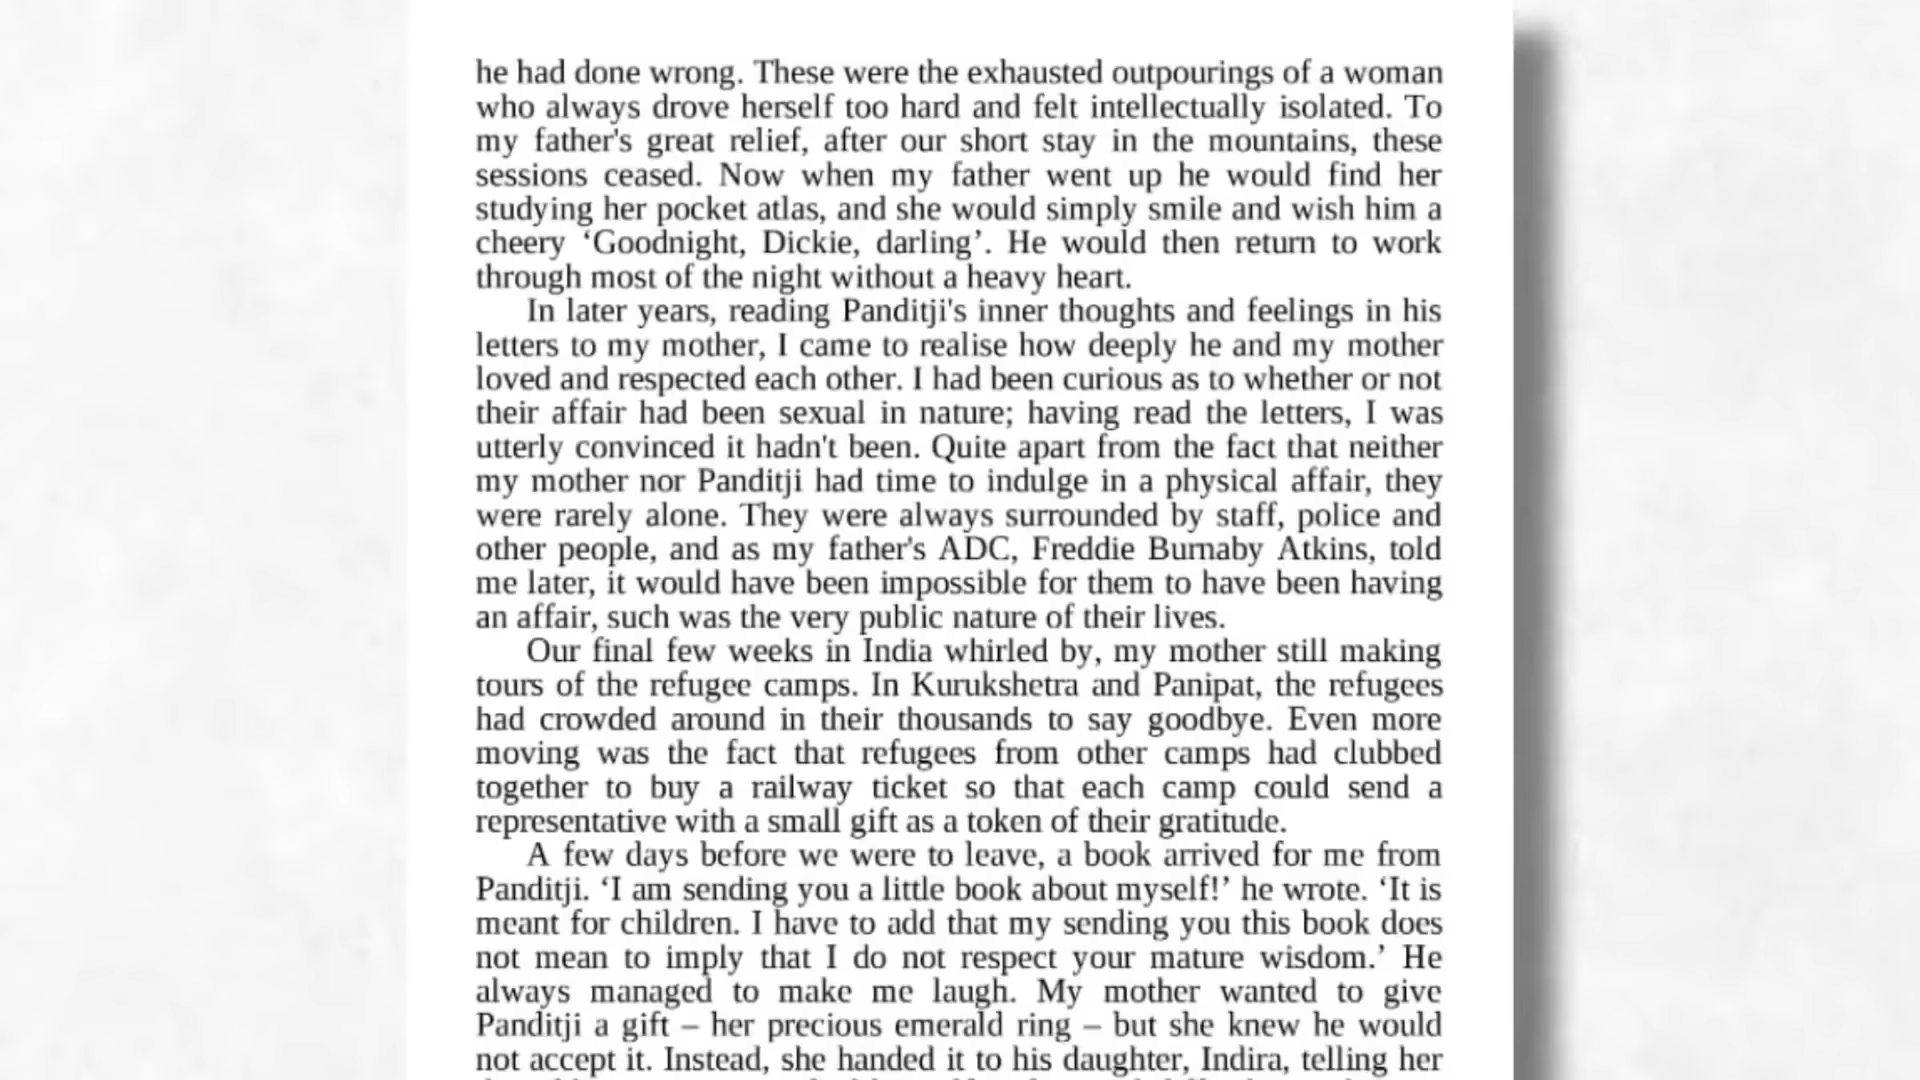 he had done wrong. These were the exhausted outpourings of a woman
who always drove herself too hard and felt intellectually isolated. To
my father's great relief, after our short stay in the mountains, these
sessions ceased. Now when my father went up he would find her
studying her pocket atlas, and she would simply smile and wish him a
cheery ‘Goodnight, Dickie, darling’. He would then return to work
through most of the night without a heavy heart.
In later years, reading Panditji's inner thoughts and feelings in his
letters to my mother, I came to realise how deeply he and my mother
loved and respected each other. I had been curious as to whether or not
their affair had been sexual in nature; having read the letters, I was
utterly convinced it hadn't been. Quite apart from the fact that neither
my mother nor Panditji had time to indulge in a physical affair, they
were rarely alone. They were always surrounded by staff, police and
other people, and as my father's ADC, Freddie Burnaby Atkins, told
me later, it would have been impossible for them to have been having
an affair, such was the very public nature of their lives.
Our final few weeks in India whirled by, my mother still making
tours of the refugee camps. In Kurukshetra and Panipat, the refugees
had crowded around in their thousands to say goodbye. Even more
moving was the fact that refugees from other camps had clubbed
together to buy a railway ticket so that each camp could send a
representative with a small gift as a token of their gratitude.
A few days before we were to leave, a book arrived for me from
Panditji. ‘I am sending you a little book about myself!’ he wrote. ‘It is
meant for children. I have to add that my sending you this book does
not mean to imply that I do not respect your mature wisdom.’ He
always managed to make me laugh. My mother wanted to give
Panditji a gift – her precious emerald ring – but she knew he would
not accept it. Instead, she handed it to his daughter, Indira, telling her